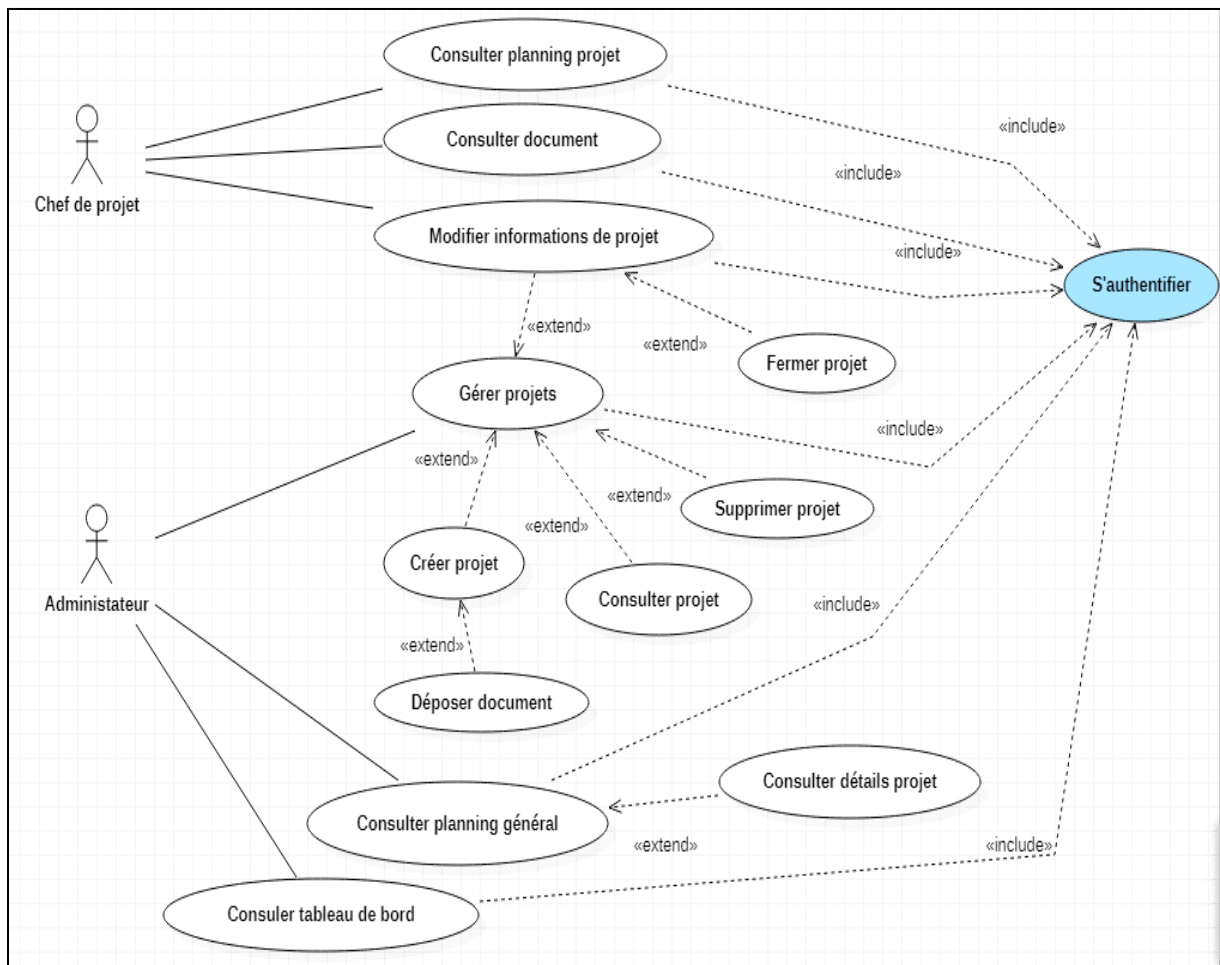 Consulter planning projet
«include»
Consulter document
«include»
Chef de projet
Modifier informations de projet
«include»
S'authentifier
«extend»
«extend»
Fermer projet
Gérer projets
«include»
«extend»
«extend»
Supprimer projet
«extend»
Créer projet
Consulter projet
Administateur
«include»
«extend»
Déposer document
Consulter détails projet
Consulter planning général
«extend»
«include»
Consuler tableau de bord